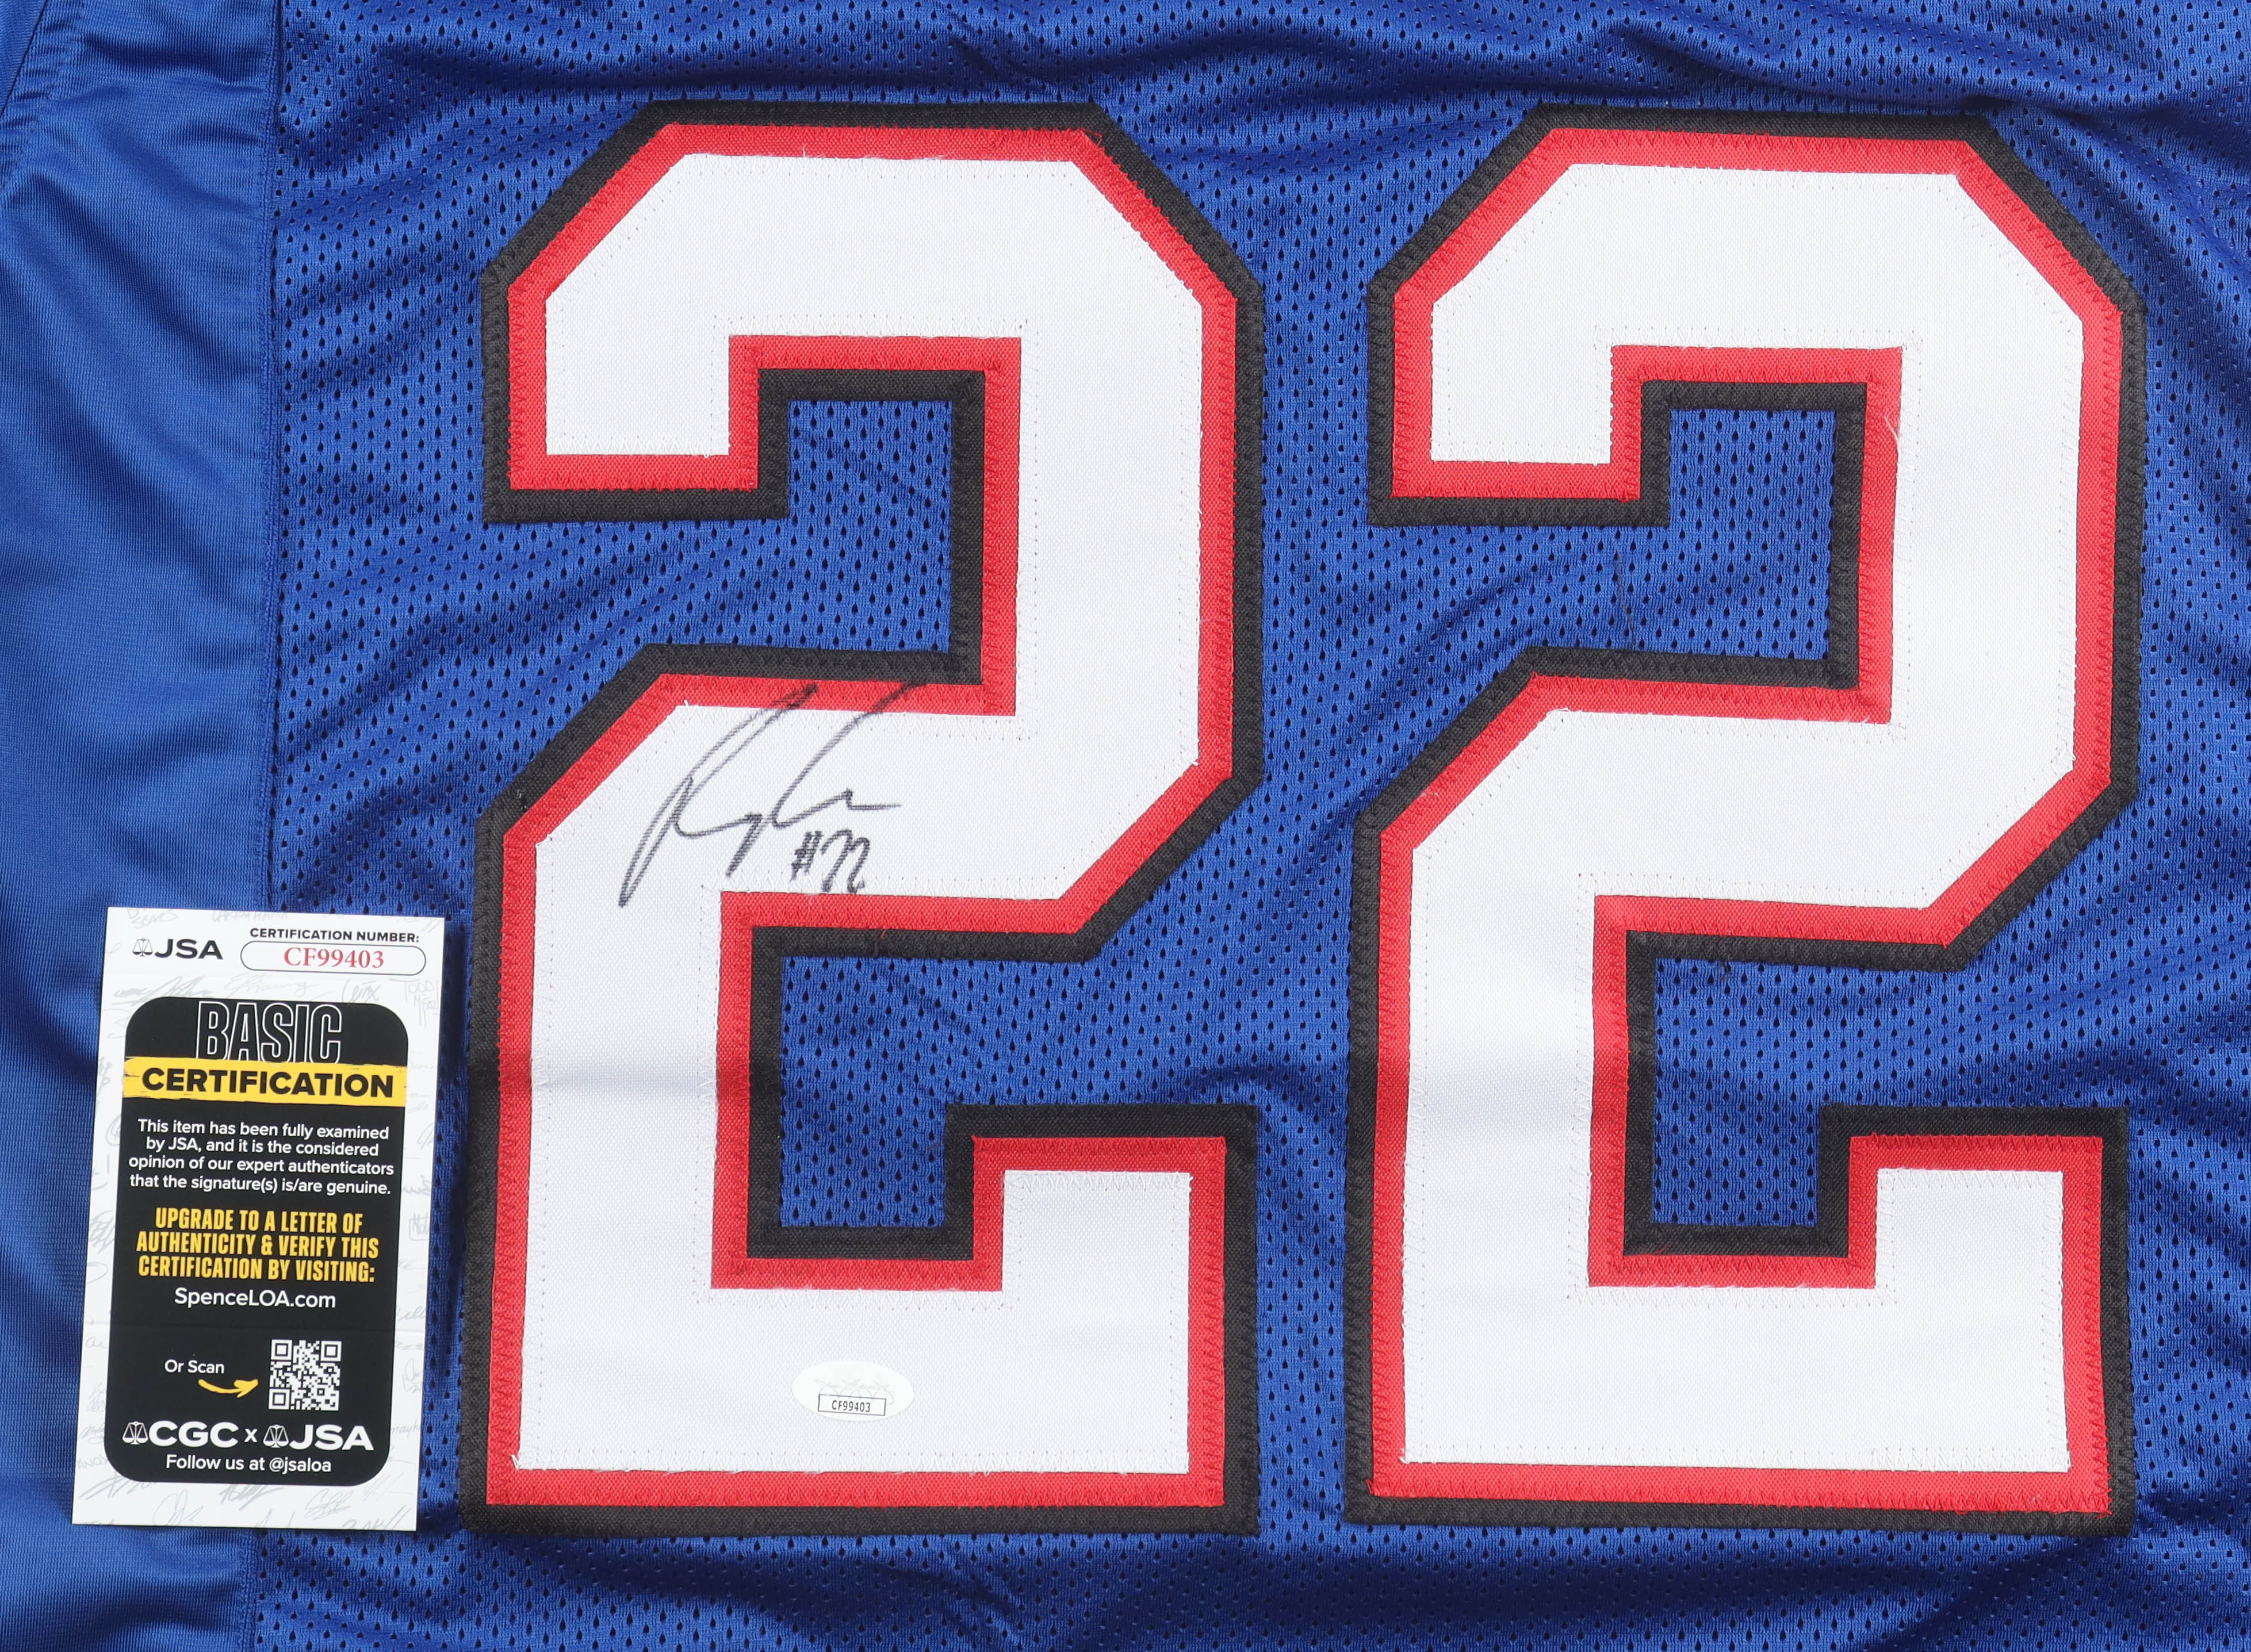 22
#22
JSA
CERTIFICATION NUMBER:
CF99403
BASIC
CERTIFICATION
This item has been fully examined
by JSA, and it is the considered
opinion of our expert authenticators
that the signature(s) is/are genuine.
UPGRADE TO A LETTER OF
AUTHENTICITY & VERIFY THIS
CERTIFICATION BY VISITING:
SpenceLOA.com
Or Scan
CGC x JSA
Follow us at @jsaloa
CF99403